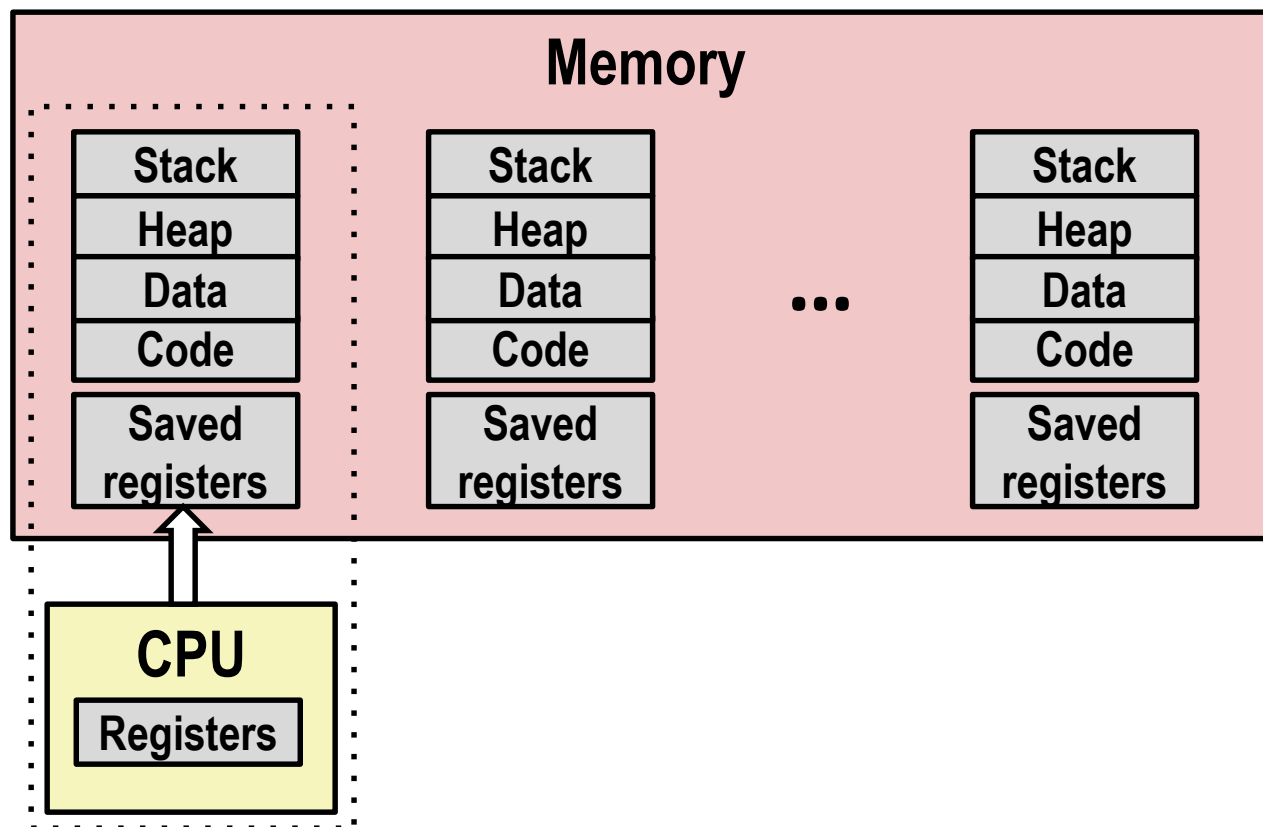 Memory
Stack
Heap
Data
Code
Saved
registers
Stack
Heap
Data
Code
Saved
registers
...
Stack
Heap
Data
Code
Saved
registers
CPU
Registers